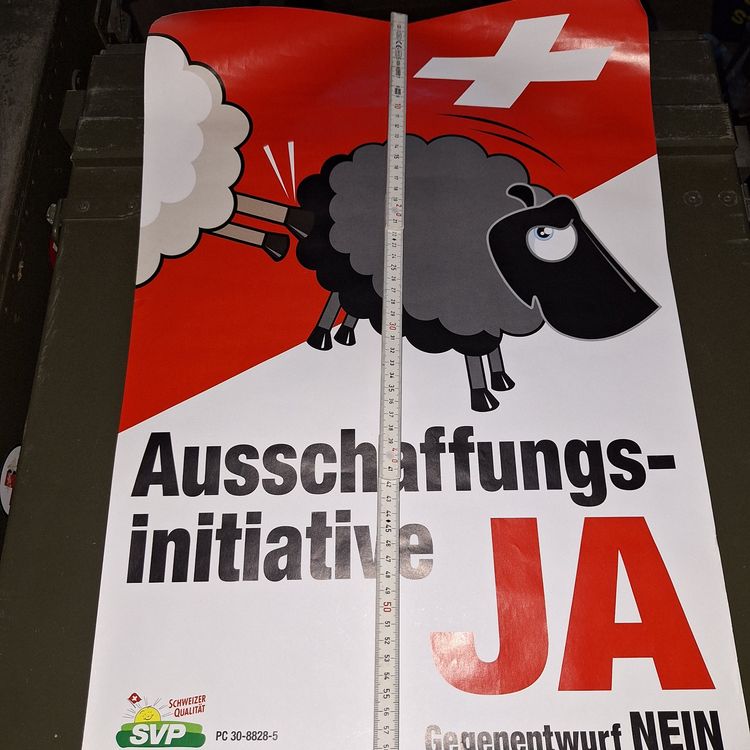 Ausschaffungs-
initiative
JA
SCHWEIZER
QUALITÄT
SVP
PC 30-8828-5
Gegenentwurf NEIN